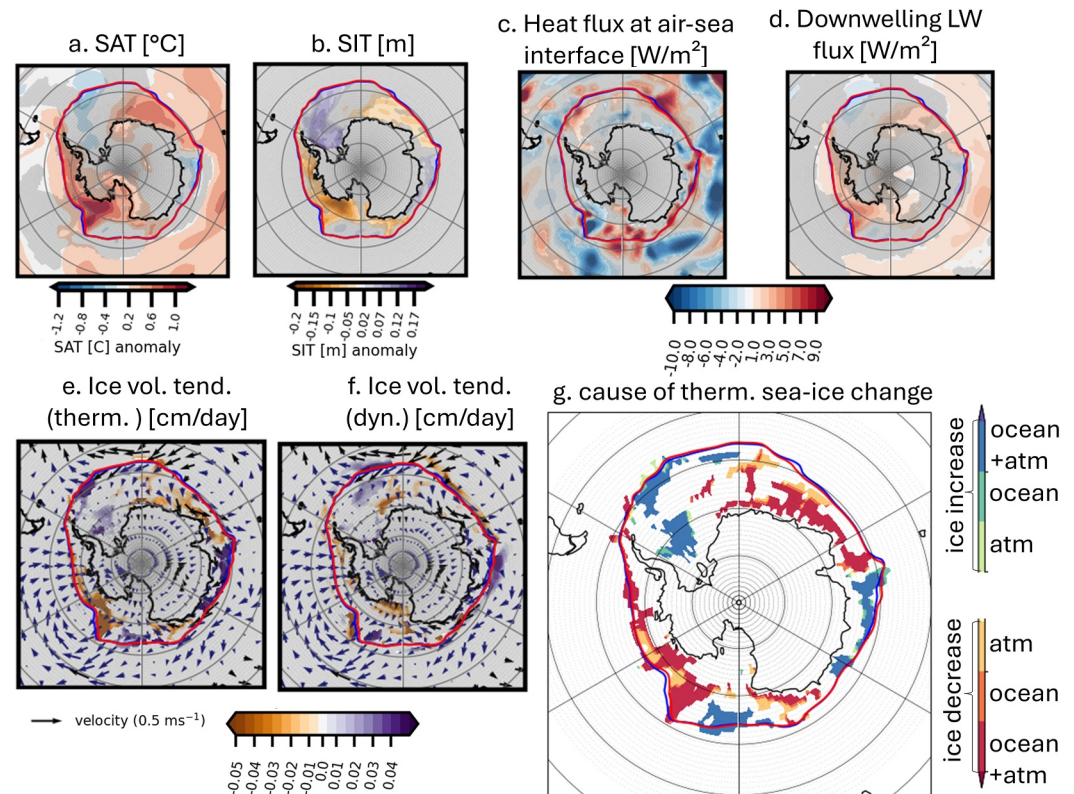 a. SAT [°C]
b. SIT [m]
c. Heat flux at air-sea
interface [W/m²]
d. Downwelling LW
flux [W/m²]
-1.2 -0.8 -0.4 0.2 0.6 1.0
SAT [C] anomaly
-0.2 -0.15 -0.1 -0.05 0.02 0.07 0.12 0.17
SIT [m] anomaly
-10.0 -8.0 -6.0 -4.0 -2.0 1.0 3.0 5.0 7.0 9.0
e. Ice vol. tend.
(therm. ) [cm/day]
f. Ice vol. tend.
(dyn.) [cm/day]
velocity (0.5 ms⁻¹)
-0.05 -0.04 -0.03 -0.02 -0.01 0.0 0.01 0.02 0.03 0.04
g. cause of therm. sea-ice change
ice increase
ocean
+atm
ocean
atm
ice decrease
atm
ocean
ocean
+atm